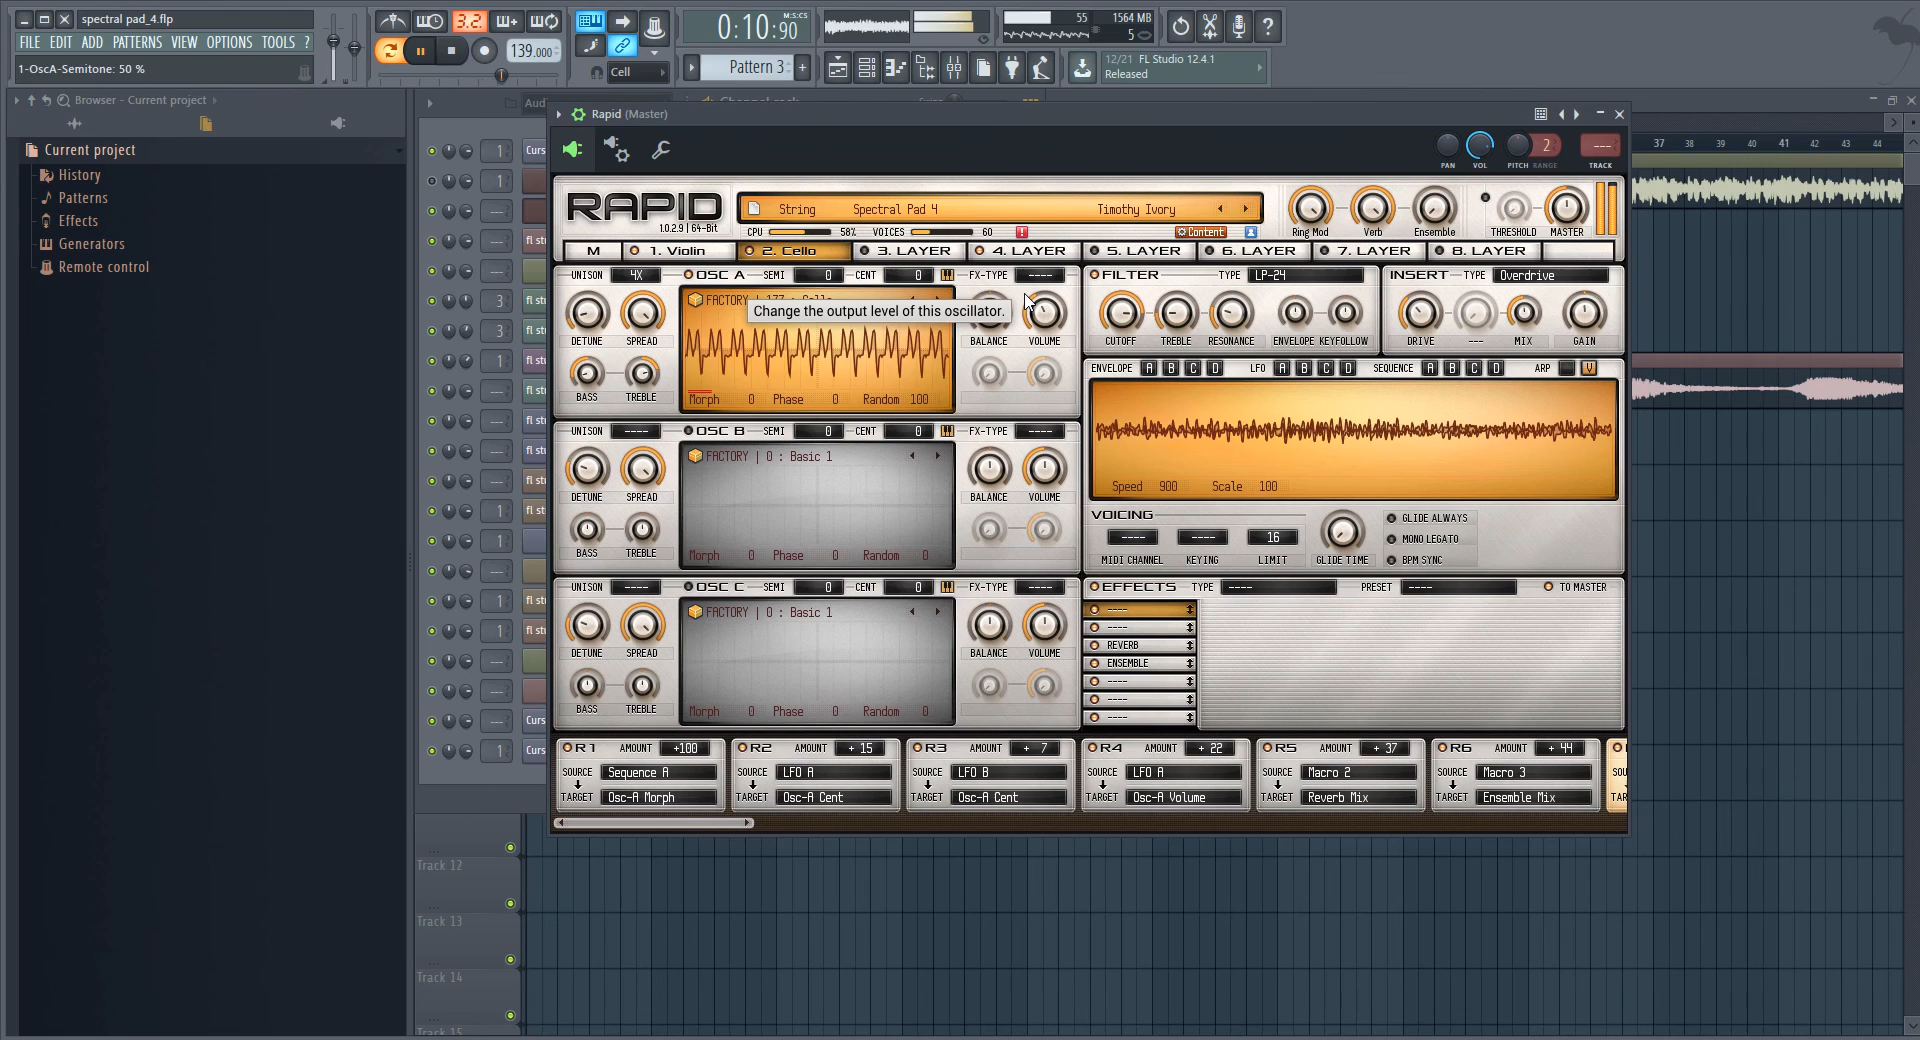 spectral pad_4.flp
FILE EDIT ADD PATTERNS VIEW OPTIONS TOOLS ?
1-OscA-Semitone: 50 %
3.2.
139.000
0:10:90
M:S:CS
Pattern 3
Cell
55
1564 MB
5
12/21 FL Studio 12.4.1
Released
Browser - Current project
Current project
History
Patterns
Effects
Generators
Remote control
Rapid (Master)
PAN VOL PITCH RANGE 2 TRACK ---
RAPID
1.0.2.9 | 64-Bit
String Spectral Pad 4 Timothy Ivory
CPU 58% VOICES 60 Content
Ring Mod Verb Ensemble THRESHOLD MASTER
M 1. Violin 2. Cello 3. LAYER 4. LAYER 5. LAYER 6. LAYER 7. LAYER 8. LAYER
UNISON 4X OSC A SEMI 0 CENT 0 FX-TYPE ----
Change the output level of this oscillator.
DETUNE SPREAD BALANCE VOLUME
BASS TREBLE
Morph 0 Phase 0 Random 100
UNISON ---- OSC B SEMI 0 CENT 0 FX-TYPE ----
FACTORY | 0 : Basic 1
DETUNE SPREAD BALANCE VOLUME
BASS TREBLE
Morph 0 Phase 0 Random 0
UNISON ---- OSC C SEMI 0 CENT 0 FX-TYPE ----
FACTORY | 0 : Basic 1
DETUNE SPREAD BALANCE VOLUME
BASS TREBLE
Morph 0 Phase 0 Random 0
FILTER TYPE LP-24
CUTOFF TREBLE RESONANCE ENVELOPE KEYFOLLOW
INSERT TYPE Overdrive
DRIVE --- MIX GAIN
ENVELOPE A B C D LFO A B C D SEQUENCE A B C D ARP V
Speed 900 Scale 100
VOICING
---- ---- 16
MIDI CHANNEL KEYING LIMIT GLIDE TIME
GLIDE ALWAYS
MONO LEGATO
BPM SYNC
EFFECTS TYPE ---- PRESET ---- TO MASTER
----
----
REVERB
ENSEMBLE
----
----
----
R1 AMOUNT +100
SOURCE Sequence A
TARGET Osc-A Morph
R2 AMOUNT + 15
SOURCE LFO A
TARGET Osc-A Cent
R3 AMOUNT + 7
SOURCE LFO B
TARGET Osc-A Cent
R4 AMOUNT + 22
SOURCE LFO A
TARGET Osc-A Volume
R5 AMOUNT + 37
SOURCE Macro 2
TARGET Reverb Mix
R6 AMOUNT + 44
SOURCE Macro 3
TARGET Ensemble Mix
37 38 39 40 41 42 43 44
Track 12
Track 13
Track 14